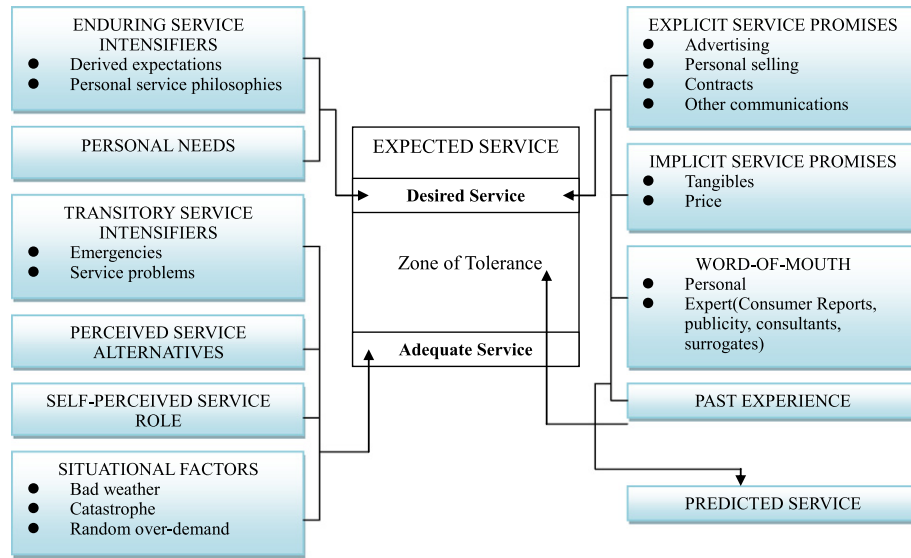 ENDURING SERVICE
INTENSIFIERS
● Derived expectations
● Personal service philosophies
PERSONAL NEEDS
TRANSITORY SERVICE
INTENSIFIERS
● Emergencies
● Service problems
PERCEIVED SERVICE
ALTERNATIVES
SELF-PERCEIVED SERVICE
ROLE
SITUATIONAL FACTORS
● Bad weather
● Catastrophe
● Random over-demand
EXPECTED SERVICE
Desired Service
Zone of Tolerance
Adequate Service
EXPLICIT SERVICE PROMISES
● Advertising
● Personal selling
● Contracts
● Other communications
IMPLICIT SERVICE PROMISES
● Tangibles
● Price
WORD-OF-MOUTH
● Personal
● Expert(Consumer Reports,
publicity, consultants,
surrogates)
PAST EXPERIENCE
PREDICTED SERVICE